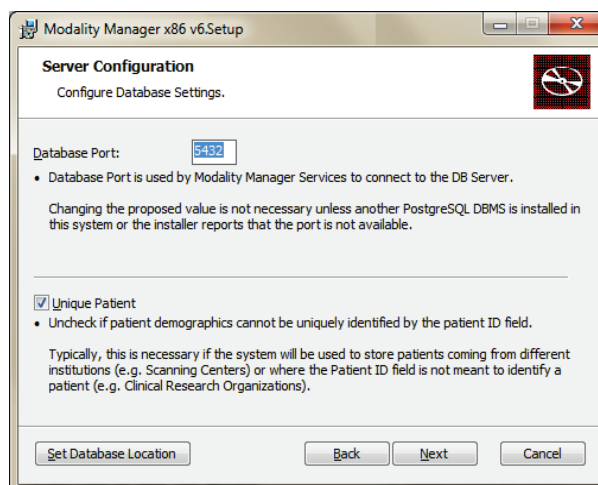 Modality Manager x86 v6.Setup
Server Configuration
Configure Database Settings.
Database Port: 5432
• Database Port is used by Modality Manager Services to connect to the DB Server.
Changing the proposed value is not necessary unless another PostgreSQL DBMS is installed in
this system or the installer reports that the port is not available.
Unique Patient
• Uncheck if patient demographics cannot be uniquely identified by the patient ID field.
Typically, this is necessary if the system will be used to store patients coming from different
institutions (e.g. Scanning Centers) or where the Patient ID field is not meant to identify a
patient (e.g. Clinical Research Organizations).
Set Database Location Back Next Cancel